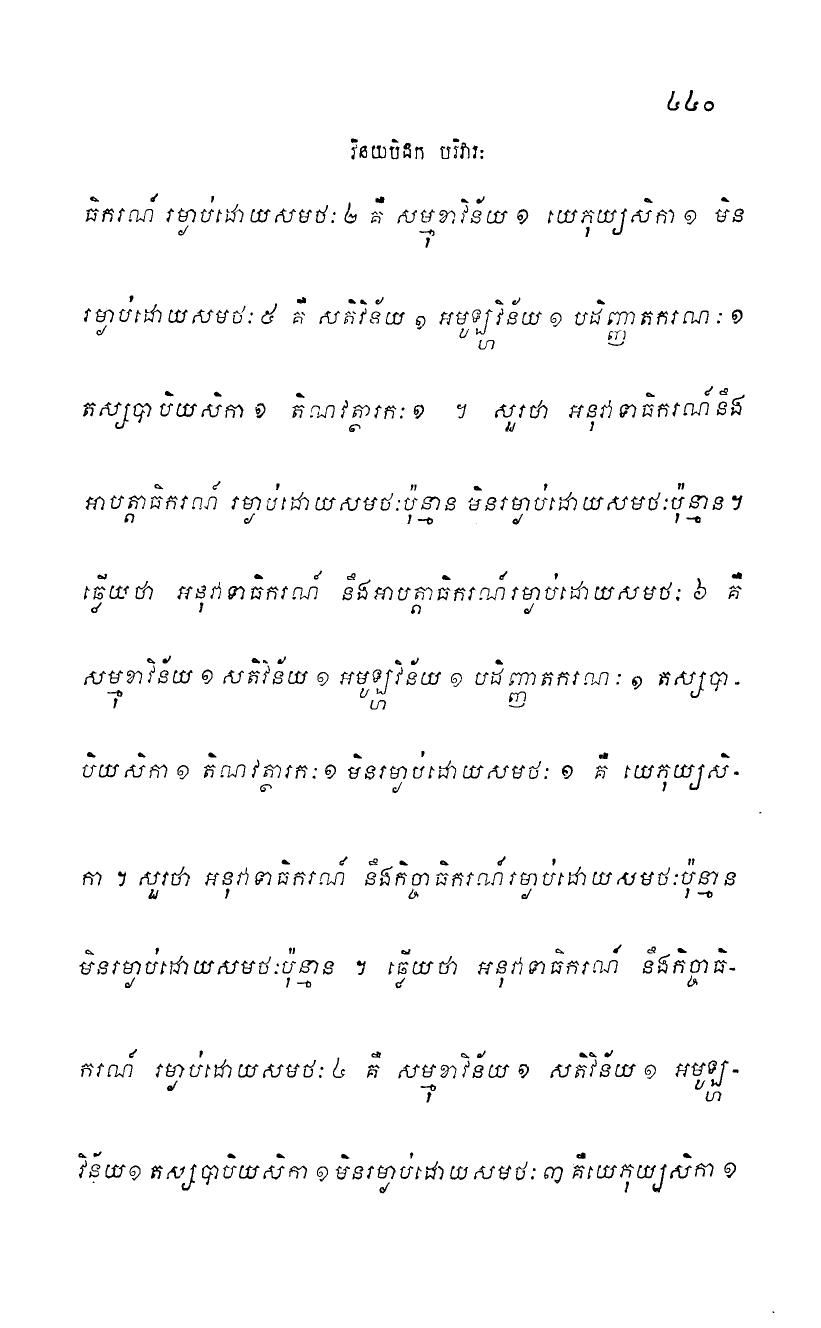 ៤៤០
វិនយបិដក បរិវារៈ
ធិករណ៍ រម្ងាប់ដោយសមថៈ ២ គឺ សម្មុខាវិន័យ ១ យេភុយ្យសិកា ១ មិន
រម្ងាប់ដោយសមថៈ ៥ គឺ សតិវិន័យ ១ អមូឡ្ហវិន័យ ១ បដិញ្ញាតករណៈ ១
តស្សបាបិយសិកា ១ តិណវត្ថារកៈ ១ ។ សួរថា អនុវាទាធិករណ៍នឹង
អាបត្តាធិករណ៍ រម្ងាប់ដោយសមថៈប៉ុន្មាន មិនរម្ងាប់ដោយសមថៈប៉ុន្មាន។
ឆ្លើយថា អនុវាទាធិករណ៍ នឹងអាបត្តាធិករណ៍រម្ងាប់ដោយសមថៈ ៦ គឺ
សម្មុខាវិន័យ ១ សតិវិន័យ ១ អមូឡ្ហវិន័យ ១ បដិញ្ញាតករណៈ ១ តស្សបា-
បិយសិកា ១ តិណវត្ថារកៈ ១ មិនរម្ងាប់ដោយសមថៈ ១ គឺ យេភុយ្យសិ-
កា ។ សួរថា អនុវាទាធិករណ៍ នឹងកិច្ចាធិករណ៍រម្ងាប់ដោយសមថៈប៉ុន្មាន
មិនរម្ងាប់ដោយសមថៈប៉ុន្មាន ។ ឆ្លើយថា អនុវាទាធិករណ៍ នឹងកិច្ចាធិ-
ករណ៍ រម្ងាប់ដោយសមថៈ ៤ គឺ សម្មុខាវិន័យ ១ សតិវិន័យ ១ អមូឡ្ហ-
វិន័យ១ តស្សបាបិយសិកា ១ មិនរម្ងាប់ដោយសមថៈ ៣ គឺយេភុយ្យសិកា ១